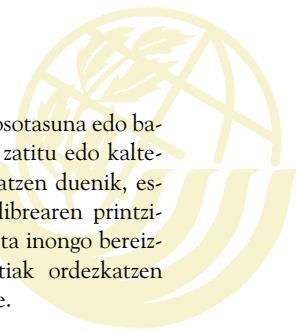 osotasuna edo ba-
zatitu edo kalte-
atzen duenik, es-
librearen printzi-
ta inongo bereiz-
tiak ordezkatzen
e.